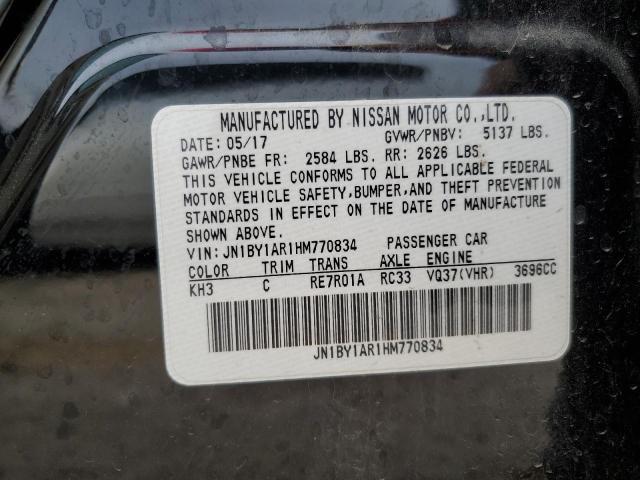 MANUFACTURED BY NISSAN MOTOR CO.,LTD.
DATE: 05/17 GVWR/PNBV: 5137 LBS.
GAWR/PNBE FR: 2584 LBS. RR: 2626 LBS.
THIS VEHICLE CONFORMS TO ALL APPLICABLE FEDERAL
MOTOR VEHICLE SAFETY,BUMPER,AND THEFT PREVENTION
STANDARDS IN EFFECT ON THE DATE OF MANUFACTURE
SHOWN ABOVE.
VIN: JN1BY1AR1HM770834 PASSENGER CAR
COLOR TRIM TRANS AXLE ENGINE
KH3 C RE7R01A RC33 VQ37(VHR) 3696CC
JN1BY1AR1HM770834